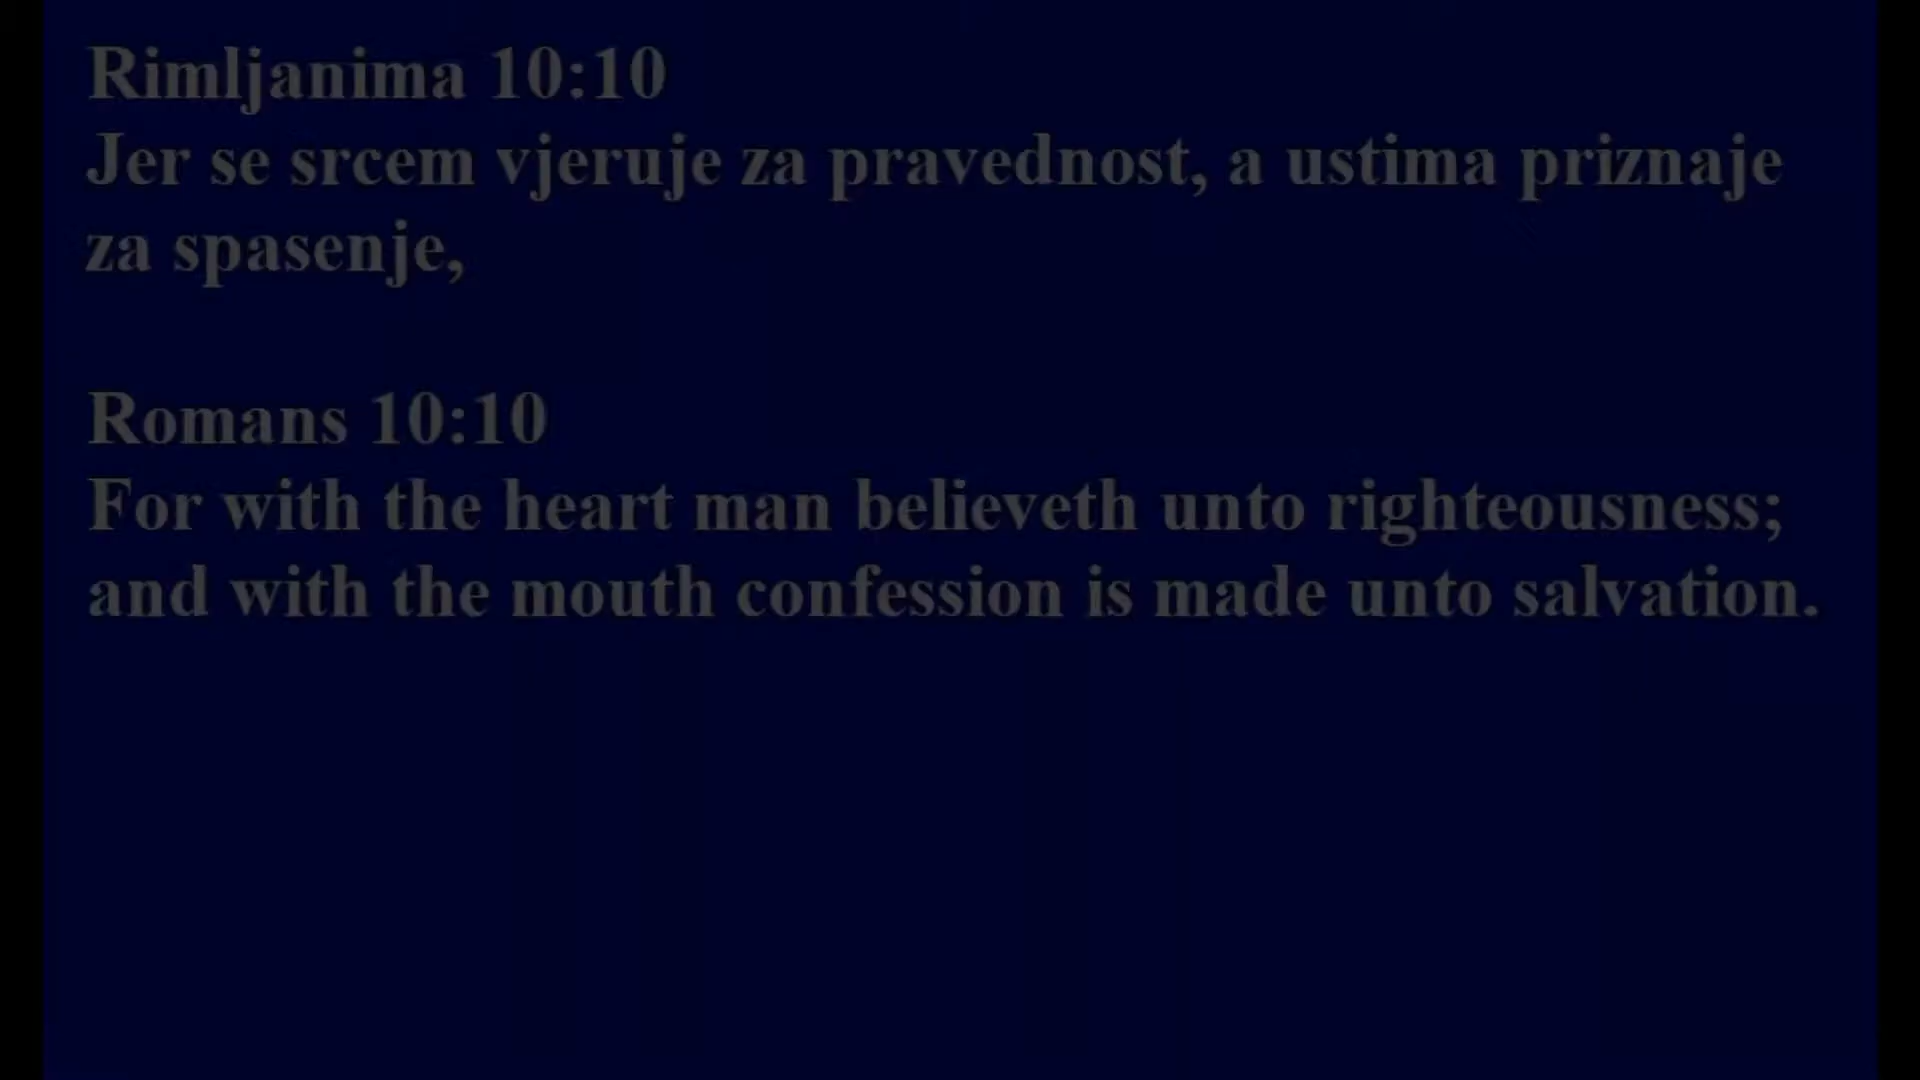 Rimljanima 10:10
Jer se srcem vjeruje za pravednost, a ustima priznaje
za spasenje,
Romans 10:10
For with the heart man believeth unto righteousness;
and with the mouth confession is made unto salvation.